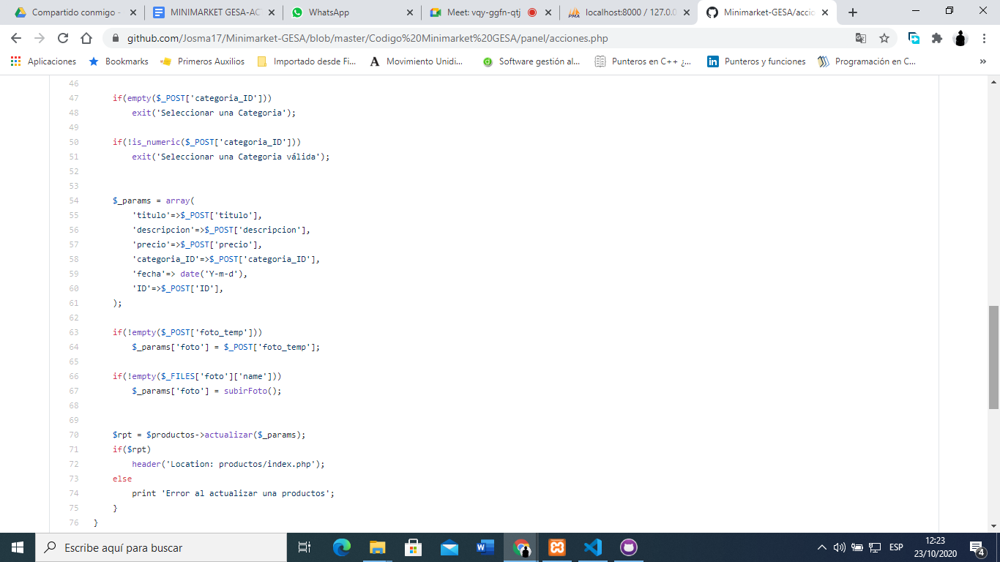 Compartido conmigo -
MINIMARKET GESA-AC
WhatsApp
Meet: vqy-ggfn-qtj
localhost:8000 / 127.0.0
Minimarket-GESA/accio
github.com/Josma17/Minimarket-GESA/blob/master/Codigo%20Minimarket%20GESA/panel/acciones.php
Aplicaciones
Bookmarks
Primeros Auxilios
Importado desde Fi...
Movimiento Unidi...
Software gestión al...
Punteros en C++ ¿...
Punteros y funciones
Programación en C...
»
46
47 if(empty($_POST['categoria_ID']))
48 exit('Seleccionar una Categoria');
49
50 if(!is_numeric($_POST['categoria_ID']))
51 exit('Seleccionar una Categoria válida');
52
53
54 $_params = array(
55 'titulo'=>$_POST['titulo'],
56 'descripcion'=>$_POST['descripcion'],
57 'precio'=>$_POST['precio'],
58 'categoria_ID'=>$_POST['categoria_ID'],
59 'fecha'=> date('Y-m-d'),
60 'ID'=>$_POST['ID'],
61 );
62
63 if(!empty($_POST['foto_temp']))
64 $_params['foto'] = $_POST['foto_temp'];
65
66 if(!empty($_FILES['foto']['name']))
67 $_params['foto'] = subirFoto();
68
69
70 $rpt = $productos->actualizar($_params);
71 if($rpt)
72 header('Location: productos/index.php');
73 else
74 print 'Error al actualizar una productos';
75 }
76 }
Escribe aquí para buscar
ESP
12:23
23/10/2020
4